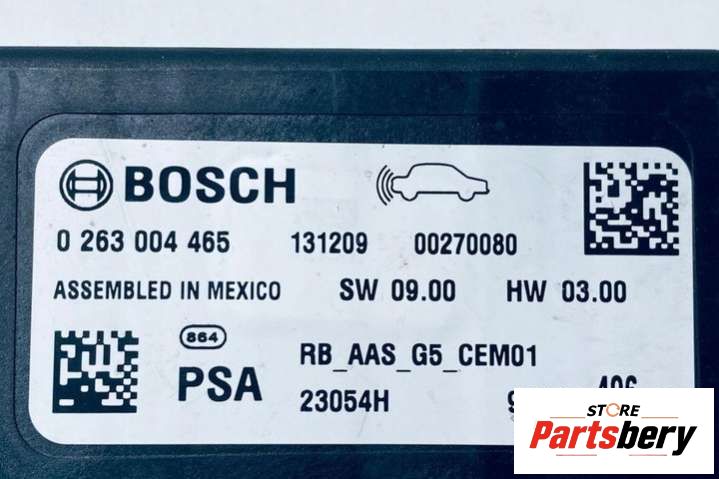 BOSCH
0 263 004 465 131209 00270080
ASSEMBLED IN MEXICO SW 09.00 HW 03.00
864
PSA
RB_AAS_G5_CEM01
23054H
STORE
Partsbery